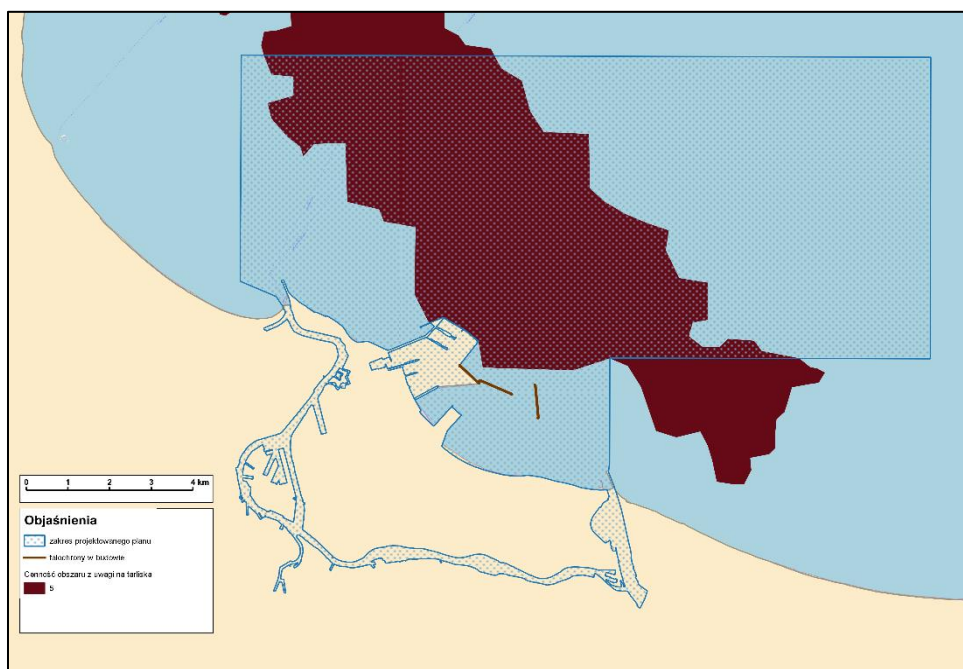 0 1 2 3 4 km
Objaśnienia
zakres projektowanego planu
falochrony w budowie
Cenność obszaru z uwagi na tarliska
5